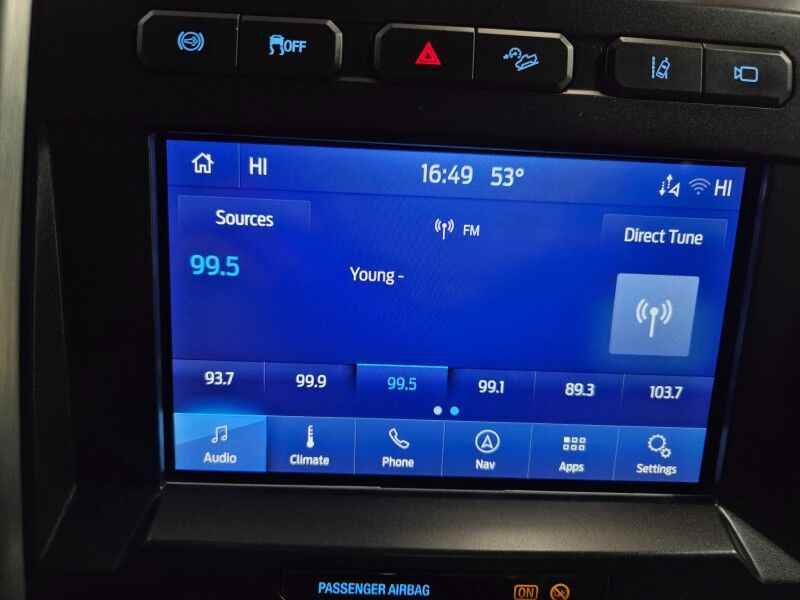 OFF
HI 16:49 53° HI
Sources FM Direct Tune
99.5 Young -
93.7 99.9 99.5 99.1 89.3 103.7
Audio Climate Phone Nav Apps Settings
PASSENGER AIRBAG ON